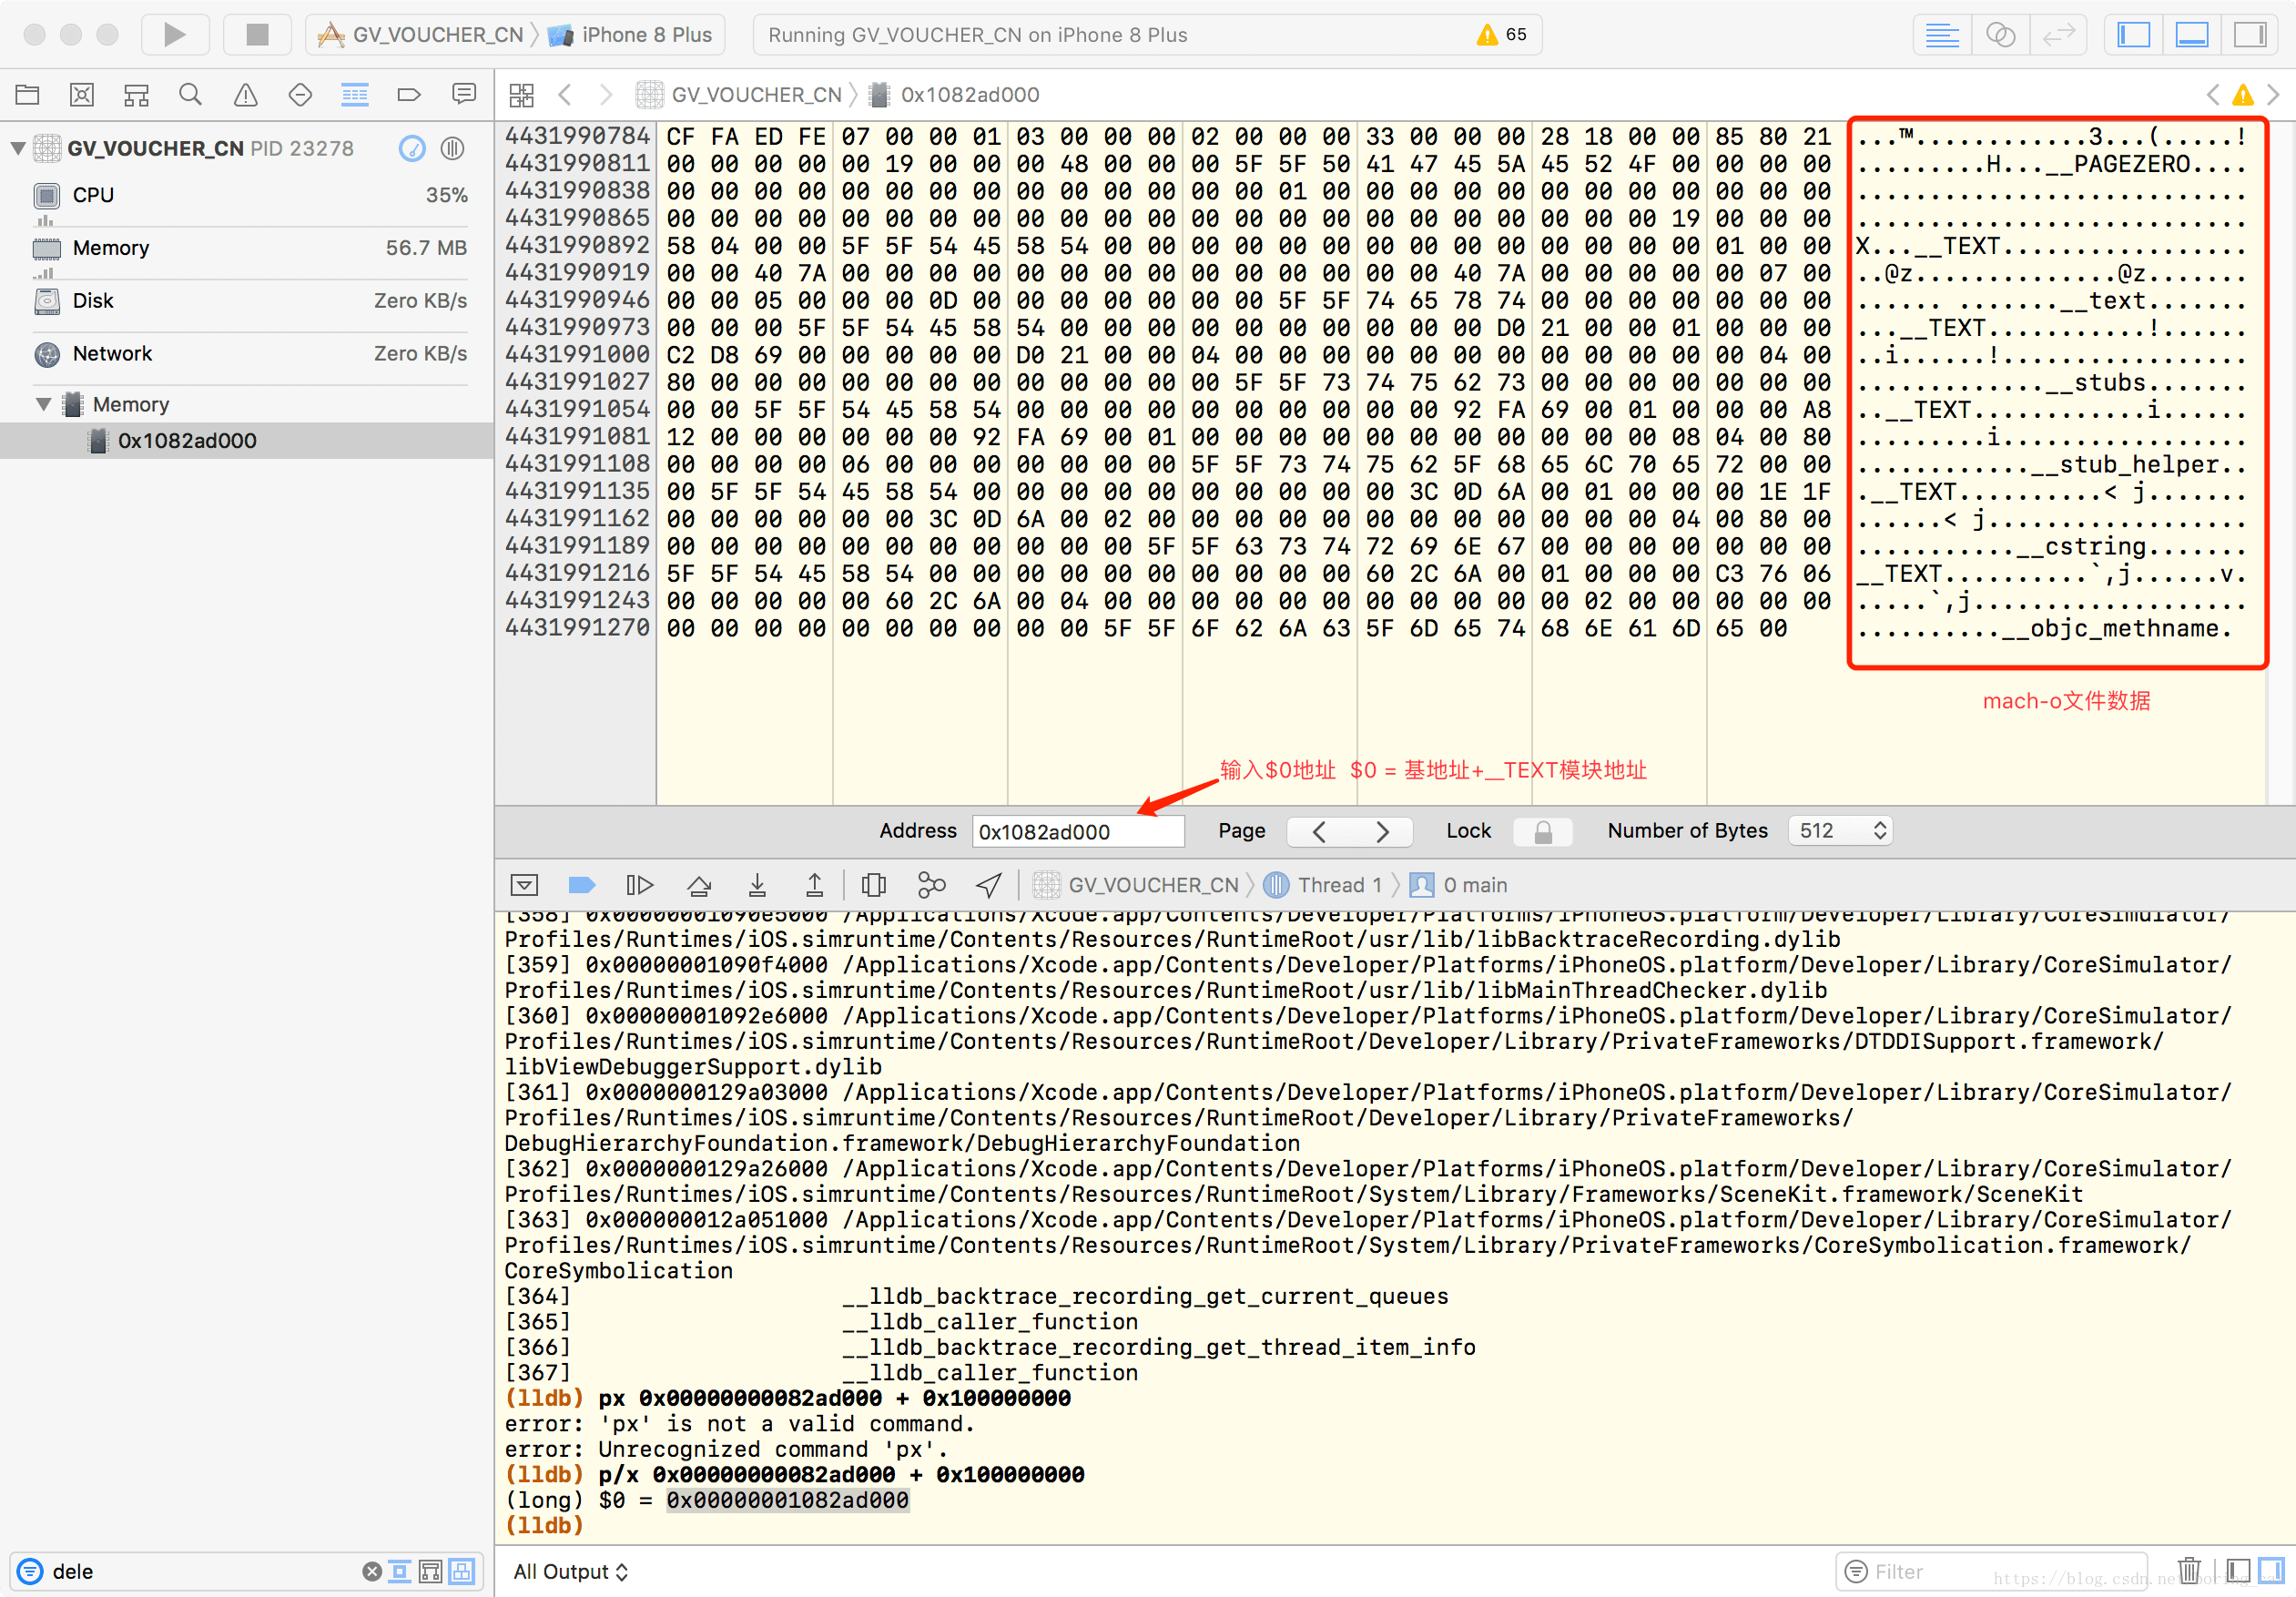 GV_VOUCHER_CN iPhone 8 Plus
Running GV_VOUCHER_CN on iPhone 8 Plus 65
GV_VOUCHER_CN 0x1082ad000
GV_VOUCHER_CN PID 23278
CPU 35%
Memory 56.7 MB
Disk Zero KB/s
Network Zero KB/s
Memory
0x1082ad000
4431990784 CF FA ED FE 07 00 00 01 03 00 00 00 02 00 00 00 33 00 00 00 28 18 00 00 85 80 21 ...™............3...(.....!
4431990811 00 00 00 00 00 19 00 00 00 48 00 00 00 5F 5F 50 41 47 45 5A 45 52 4F 00 00 00 00 .........H...__PAGEZERO....
4431990838 00 00 00 00 00 00 00 00 00 00 00 00 00 00 01 00 00 00 00 00 00 00 00 00 00 00 00 ...........................
4431990865 00 00 00 00 00 00 00 00 00 00 00 00 00 00 00 00 00 00 00 00 00 00 00 19 00 00 00 ...........................
4431990892 58 04 00 00 5F 5F 54 45 58 54 00 00 00 00 00 00 00 00 00 00 00 00 00 00 01 00 00 X...__TEXT.................
4431990919 00 00 40 7A 00 00 00 00 00 00 00 00 00 00 00 00 00 00 40 7A 00 00 00 00 00 07 00 ..@z..............@z.......
4431990946 00 00 05 00 00 00 0D 00 00 00 00 00 00 00 5F 5F 74 65 78 74 00 00 00 00 00 00 00 ...... .......__text.......
4431990973 00 00 00 5F 5F 54 45 58 54 00 00 00 00 00 00 00 00 00 00 D0 21 00 00 01 00 00 00 ...__TEXT...........!......
4431991000 C2 D8 69 00 00 00 00 00 D0 21 00 00 04 00 00 00 00 00 00 00 00 00 00 00 00 04 00 ..i......!.................
4431991027 80 00 00 00 00 00 00 00 00 00 00 00 00 5F 5F 73 74 75 62 73 00 00 00 00 00 00 00 .............__stubs.......
4431991054 00 00 5F 5F 54 45 58 54 00 00 00 00 00 00 00 00 00 00 92 FA 69 00 01 00 00 00 A8 ..__TEXT............i......
4431991081 12 00 00 00 00 00 00 92 FA 69 00 01 00 00 00 00 00 00 00 00 00 00 00 08 04 00 80 .........i.................
4431991108 00 00 00 00 06 00 00 00 00 00 00 00 5F 5F 73 74 75 62 5F 68 65 6C 70 65 72 00 00 ............__stub_helper..
4431991135 00 5F 5F 54 45 58 54 00 00 00 00 00 00 00 00 00 00 3C 0D 6A 00 01 00 00 00 1E 1F .__TEXT..........< j.......
4431991162 00 00 00 00 00 00 3C 0D 6A 00 02 00 00 00 00 00 00 00 00 00 00 00 00 04 00 80 00 ......< j..................
4431991189 00 00 00 00 00 00 00 00 00 00 00 5F 5F 63 73 74 72 69 6E 67 00 00 00 00 00 00 00 ...........__cstring.......
4431991216 5F 5F 54 45 58 54 00 00 00 00 00 00 00 00 00 00 60 2C 6A 00 01 00 00 00 C3 76 06 __TEXT..........`,j......v.
4431991243 00 00 00 00 00 60 2C 6A 00 04 00 00 00 00 00 00 00 00 00 00 00 02 00 00 00 00 00 .....`,j...................
4431991270 00 00 00 00 00 00 00 00 00 00 5F 5F 6F 62 6A 63 5F 6D 65 74 68 6E 61 6D 65 00 ..........__objc_methname.
mach-o文件数据
输入$0地址 $0 = 基地址+__TEXT模块地址
Address 0x1082ad000 Page Lock Number of Bytes 512
GV_VOUCHER_CN Thread 1 0 main
[358] 0x00000001090e5000 /Applications/Xcode.app/Contents/Developer/Platforms/iPhoneOS.platform/Developer/Library/CoreSimulator/
Profiles/Runtimes/iOS.simruntime/Contents/Resources/RuntimeRoot/usr/lib/libBacktraceRecording.dylib
[359] 0x00000001090f4000 /Applications/Xcode.app/Contents/Developer/Platforms/iPhoneOS.platform/Developer/Library/CoreSimulator/
Profiles/Runtimes/iOS.simruntime/Contents/Resources/RuntimeRoot/usr/lib/libMainThreadChecker.dylib
[360] 0x00000001092e6000 /Applications/Xcode.app/Contents/Developer/Platforms/iPhoneOS.platform/Developer/Library/CoreSimulator/
Profiles/Runtimes/iOS.simruntime/Contents/Resources/RuntimeRoot/Developer/Library/PrivateFrameworks/DTDDISupport.framework/
libViewDebuggerSupport.dylib
[361] 0x0000000129a03000 /Applications/Xcode.app/Contents/Developer/Platforms/iPhoneOS.platform/Developer/Library/CoreSimulator/
Profiles/Runtimes/iOS.simruntime/Contents/Resources/RuntimeRoot/Developer/Library/PrivateFrameworks/
DebugHierarchyFoundation.framework/DebugHierarchyFoundation
[362] 0x0000000129a26000 /Applications/Xcode.app/Contents/Developer/Platforms/iPhoneOS.platform/Developer/Library/CoreSimulator/
Profiles/Runtimes/iOS.simruntime/Contents/Resources/RuntimeRoot/System/Library/Frameworks/SceneKit.framework/SceneKit
[363] 0x000000012a051000 /Applications/Xcode.app/Contents/Developer/Platforms/iPhoneOS.platform/Developer/Library/CoreSimulator/
Profiles/Runtimes/iOS.simruntime/Contents/Resources/RuntimeRoot/System/Library/PrivateFrameworks/CoreSymbolication.framework/
CoreSymbolication
[364] __lldb_backtrace_recording_get_current_queues
[365] __lldb_caller_function
[366] __lldb_backtrace_recording_get_thread_item_info
[367] __lldb_caller_function
(lldb) px 0x00000000082ad000 + 0x100000000
error: 'px' is not a valid command.
error: Unrecognized command 'px'.
(lldb) p/x 0x00000000082ad000 + 0x100000000
(long) $0 = 0x00000001082ad000
(lldb)
dele All Output Filter